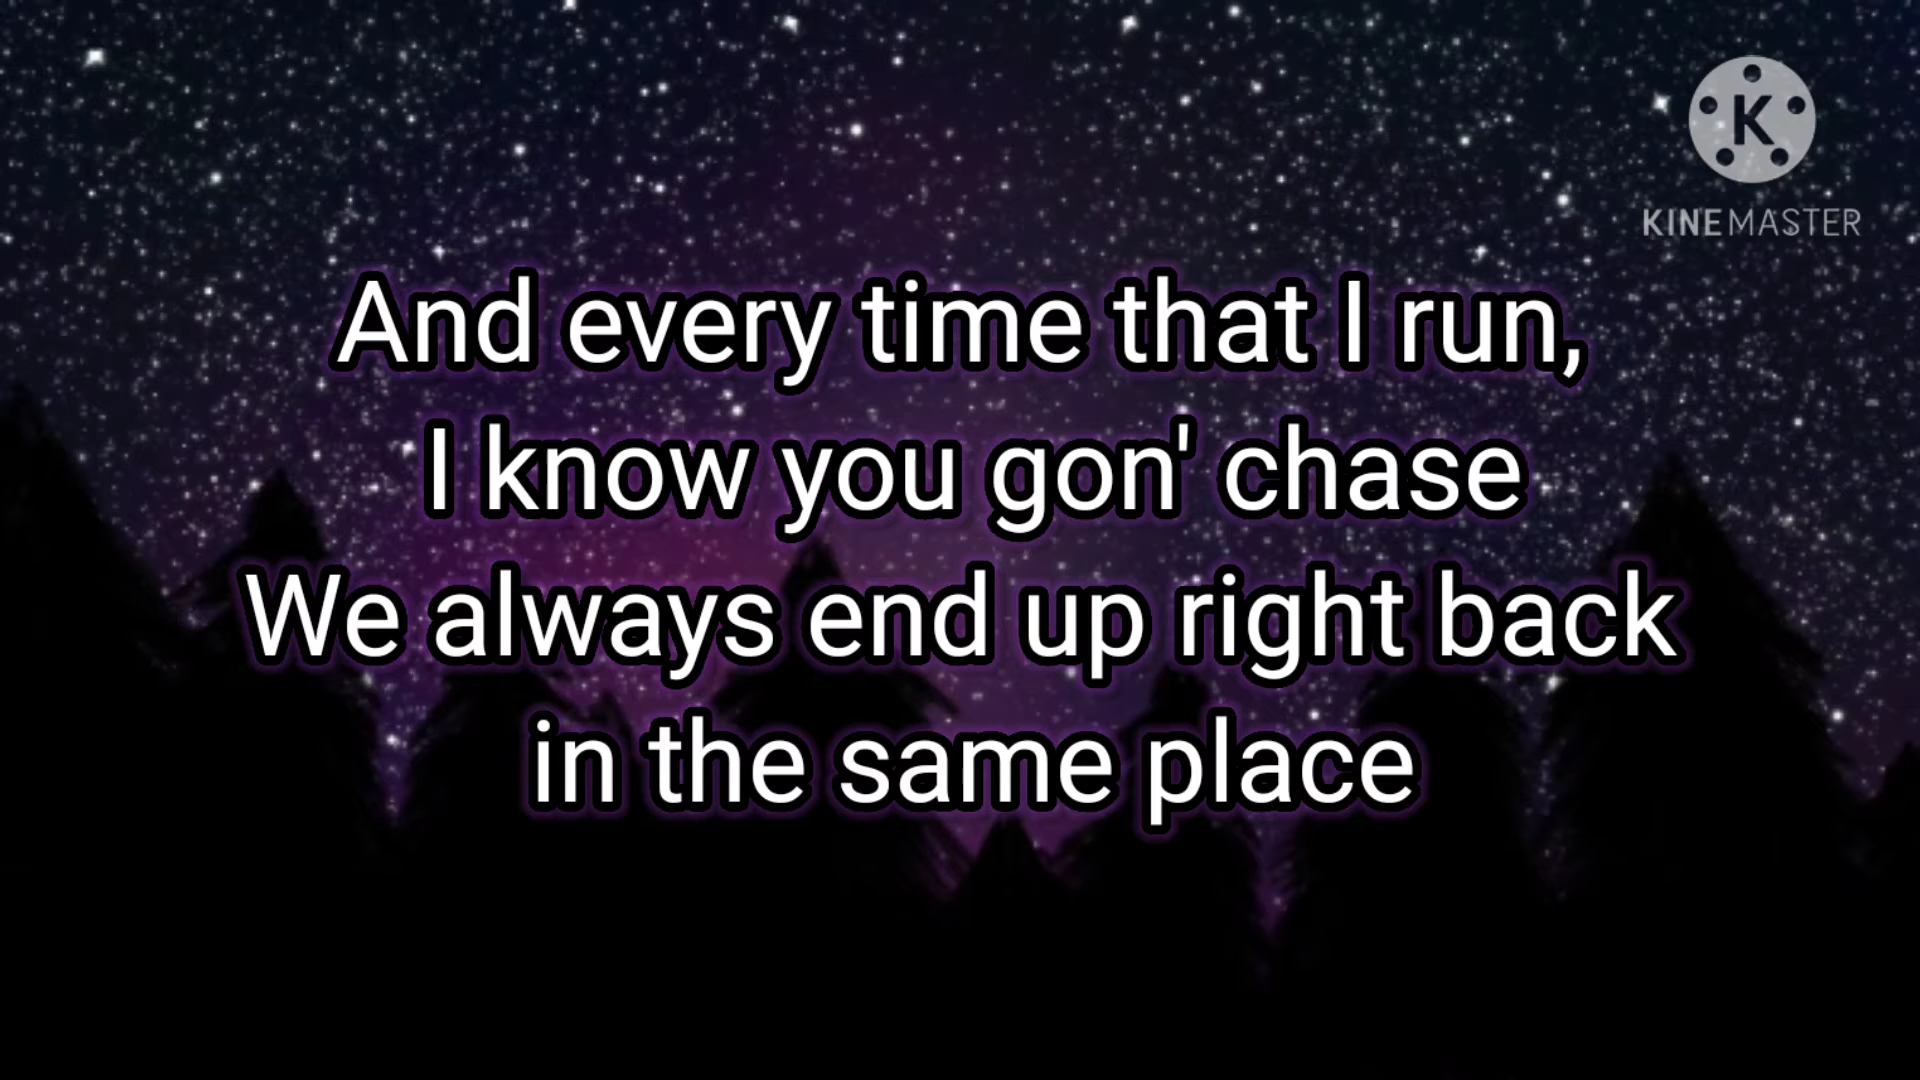 K
KINEMASTER
And every time that I run,
I know you gon' chase
We always end up right back
in the same place